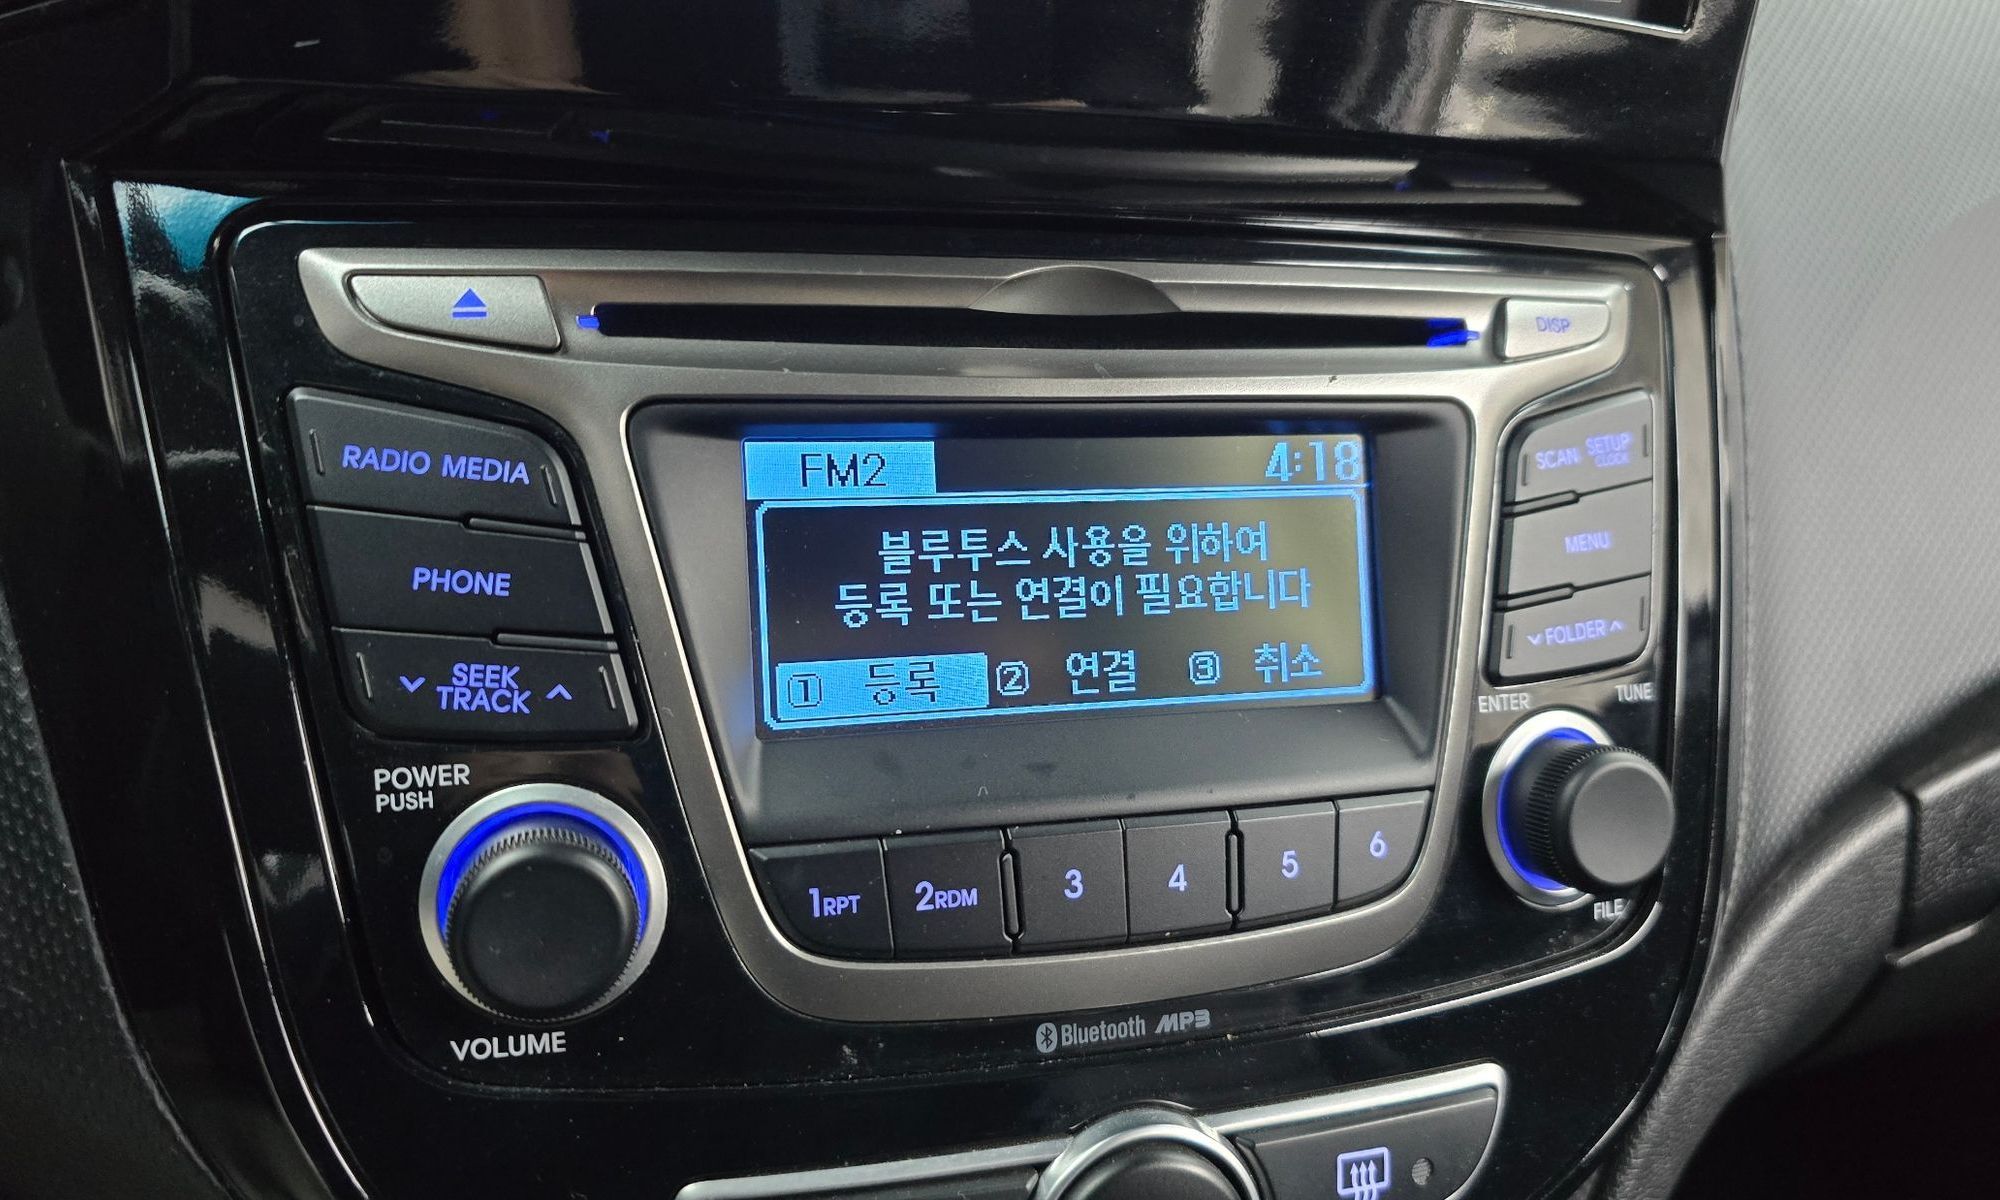 DISP
RADIO MEDIA
SCAN SETUP
CLOCK
FM2 4:18
블루투스 사용을 위하여
등록 또는 연결이 필요합니다
① 등록 ② 연결 ③ 취소
PHONE
MENU
SEEK
TRACK
FOLDER
ENTER
TUNE
POWER
PUSH
1RPT 2RDM 3 4 5 6
FILE
VOLUME
Bluetooth MP3